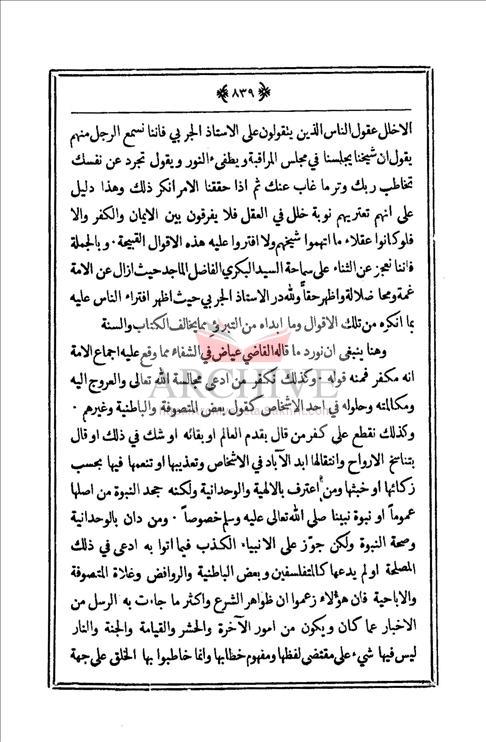 ٨٣٩
الاخلل عقول الناس الذين ينقولون على الاستاذ الجربي فاننا نسمع الرجل منهم
يقول ان شيخنا يجلسنا في مجلس المراقبة ويطفىء النور ويقول تجرد عن نفسك
تخاطب ربك وتر ما غاب عنك ثم اذا حققنا الامر انكر ذلك وهذا دليل
على انهم تعتريهم نوبة خلل في العقل فلا يفرقون بين الايمان والكفر والا
فلو كانوا عقلاء ما اتهموا شيخهم ولا افتروا عليه هذه الاقوال القبيحة . وبالجملة
فاننا نعجز عن الثناء على سماحة السيد البكري الفاضل الماجد حيث ازال عن الامة
غمة ومحا ضلالة واظهر حقاً ولله در الاستاذ الجربي حيث اظهر افتراء الناس عليه
بما انكره من تلك الاقوال وما ابداه من التبرئ مما يخالف الكتاب والسنة
وهنا ينبغي ان نورد ما قاله القاضي عياض في الشفاء مما وقع عليه اجماع الامة
انه مكفر فمنه قوله . وكذلك نكفر من ادعى مجالسة الله تعالى والعروج اليه
ومكالمته وحلوله في احد الاشخاص كقول بعض المتصوفة والباطنية وغيرهم .
وكذلك نقطع على كفر من قال بقدم العالم او بقائه او شك في ذلك او قال
بتناسخ الارواح وانتقالها ابد الآباد في الاشخاص وتعذيبها او تنعمها فيها بحسب
زكائها او خبثها ومن اعترف بالالهية والوحدانية ولكنه جحد النبوة من اصلها
عموماً او نبوة نبينا صلى الله تعالى عليه وسلم خصوصاً . ومن دان بالوحدانية
وصحة النبوة ولكن جوّز على الانبياء الكذب فيما اتوا به ادعى في ذلك
المصلحة او لم يدعها كالمتفلسفين وبعض الباطنية والروافض وغلاة المتصوفة
والاباحية فان هؤلاء زعموا ان ظواهر الشرع واكثر ما جاءت به الرسل من
الاخبار عما كان ويكون من امور الآخرة والحشر والقيامة والجنة والنار
ليس فيها شيء على مقتضى لفظها ومفهوم خطابها وانما خاطبوا بها الخلق على جهة
ARCHIVE